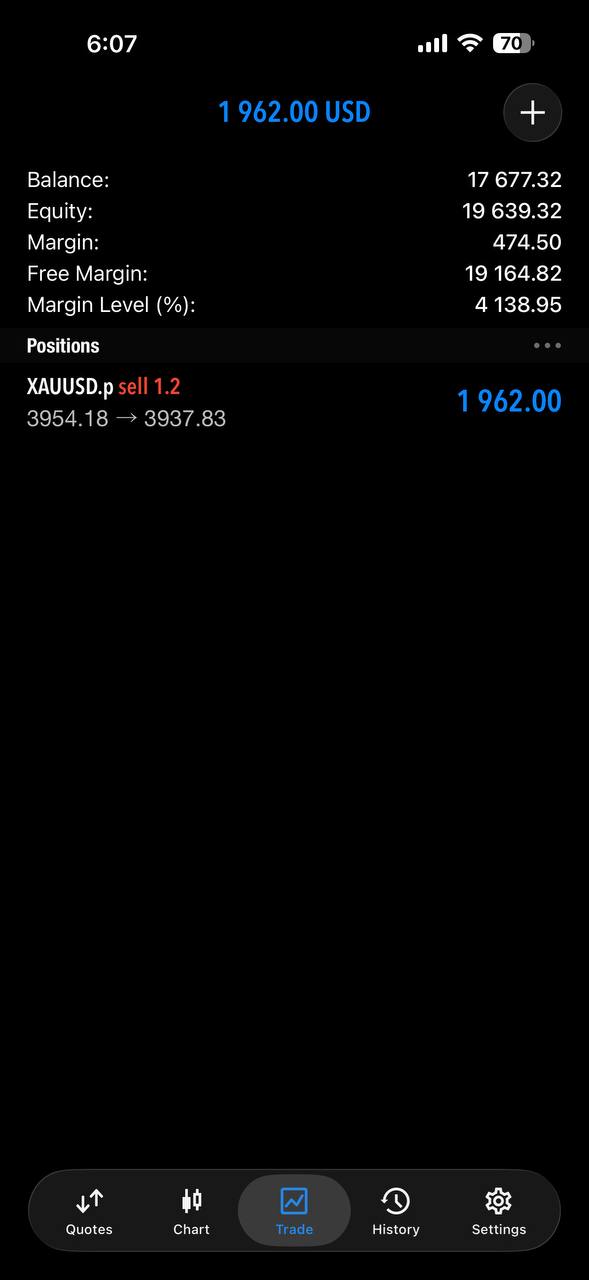 6:07
70
1 962.00 USD
Balance: 17 677.32
Equity: 19 639.32
Margin: 474.50
Free Margin: 19 164.82
Margin Level (%): 4 138.95
Positions
XAUUSD.p sell 1.2
1 962.00
3954.18 → 3937.83
Quotes Chart Trade History Settings